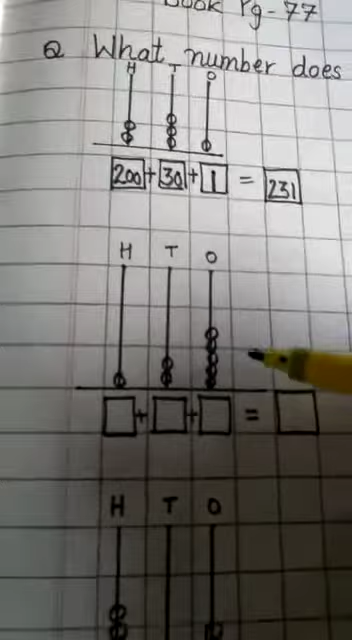 Book Pg-77
Q What number does
H T O
200 + 30 + 1 = 231
H T O
+ + =
H T O